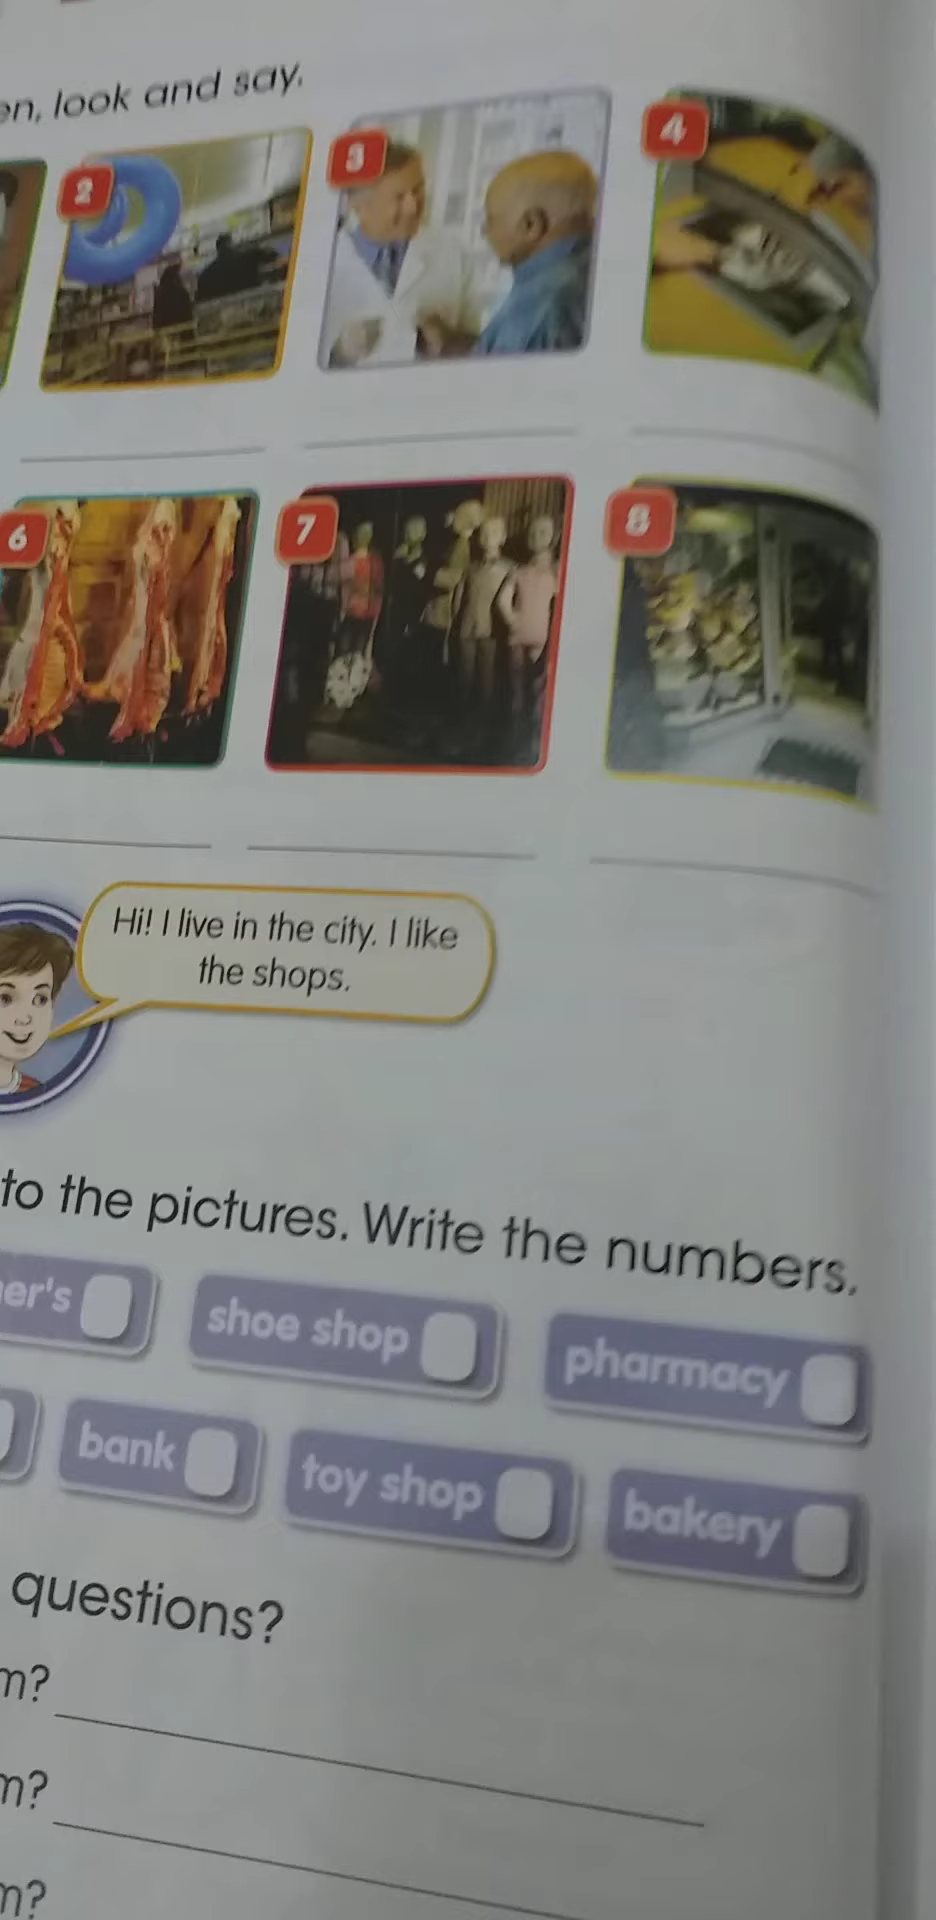 en, look and say.
2
3
4
6
7
8
Hi! I live in the city. I like
the shops.
to the pictures. Write the numbers.
er's
shoe shop
pharmacy
bank
toy shop
bakery
questions?
m?
m?
m?